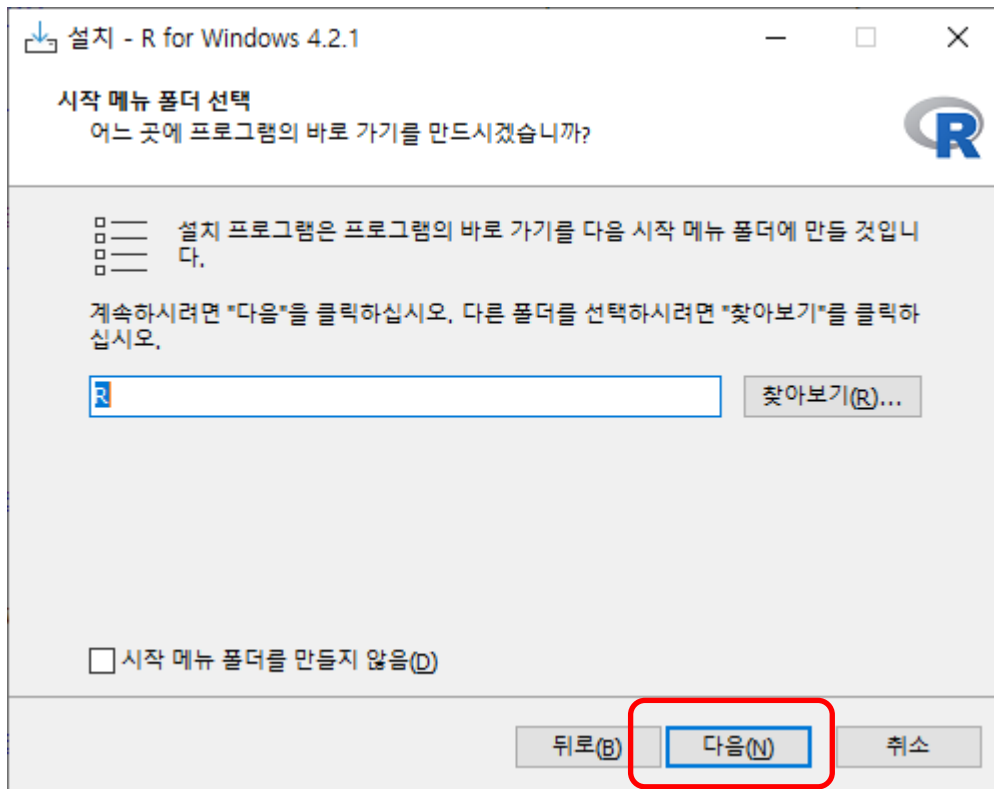 설치 - R for Windows 4.2.1
시작 메뉴 폴더 선택
어느 곳에 프로그램의 바로 가기를 만드시겠습니까?
R
설치 프로그램은 프로그램의 바로 가기를 다음 시작 메뉴 폴더에 만들 것입니
다.
계속하시려면 "다음"을 클릭하십시오. 다른 폴더를 선택하시려면 "찾아보기"를 클릭하
십시오.
R
찾아보기(R)...
시작 메뉴 폴더를 만들지 않음(D)
뒤로(B)
다음(N)
취소